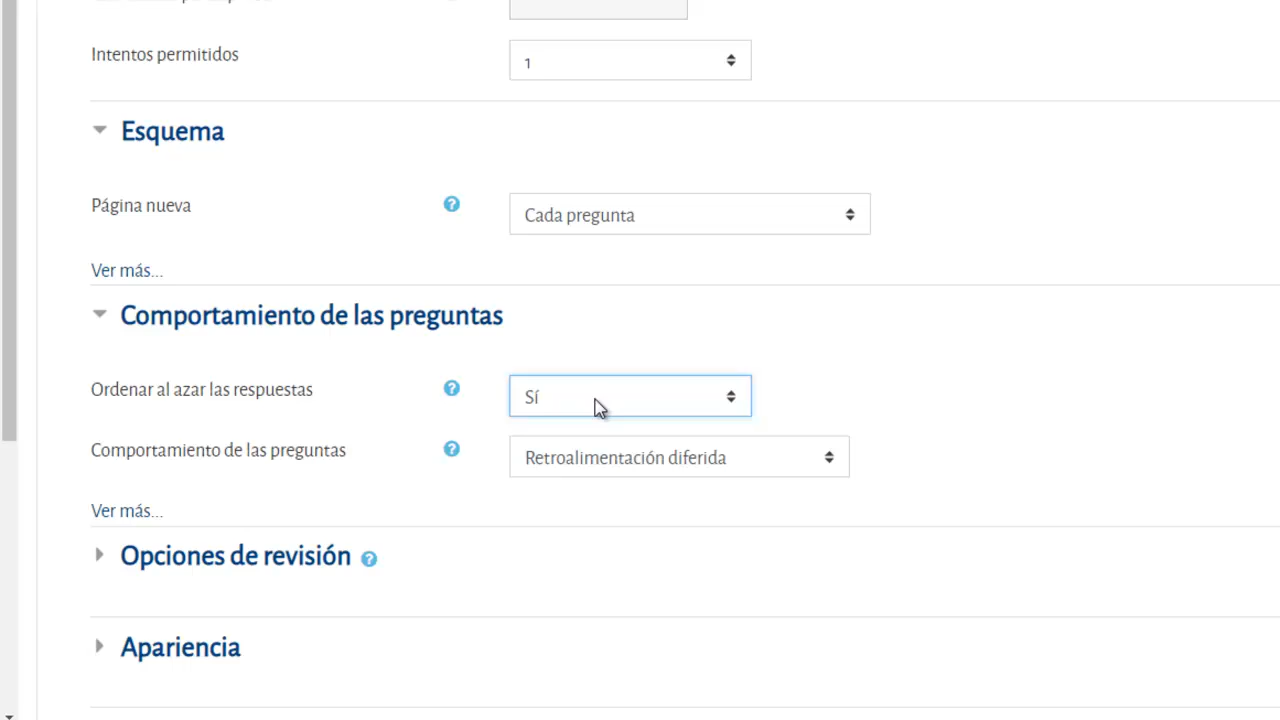 Intentos permitidos
1
Esquema
Página nueva
Cada pregunta
Ver más...
Comportamiento de las preguntas
Ordenar al azar las respuestas
Sí
Comportamiento de las preguntas
Retroalimentación diferida
Ver más...
Opciones de revisión
Apariencia